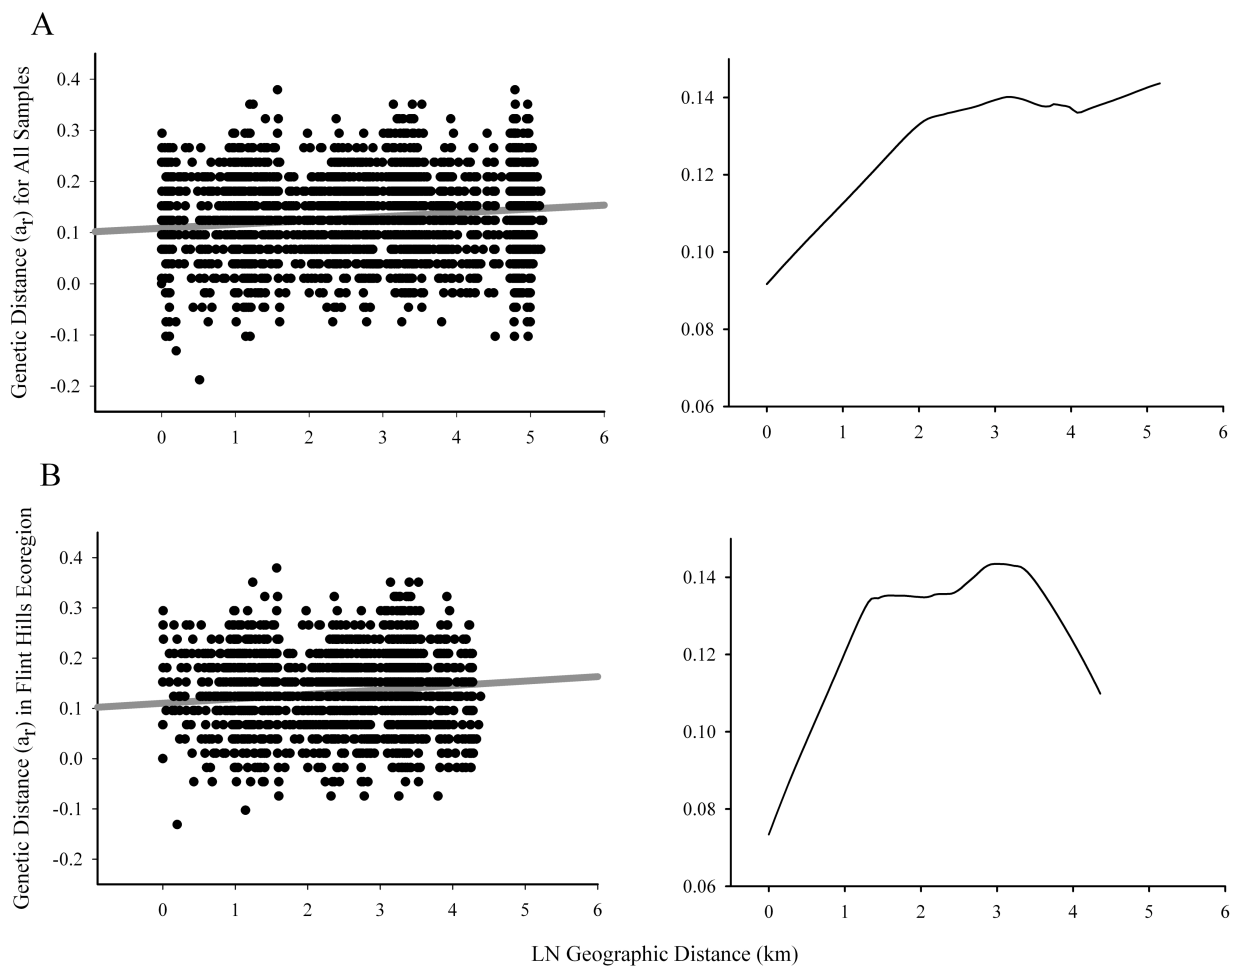 A
Genetic Distance (ar) for All Samples
0.4
0.3
0.2
0.1
0.0
-0.1
-0.2
0 1 2 3 4 5 6
0.14
0.12
0.10
0.08
0.06
0 1 2 3 4 5 6
B
Genetic Distance (ar) in Flint Hills Ecoregion
0.4
0.3
0.2
0.1
0.0
-0.1
-0.2
0 1 2 3 4 5 6
0.14
0.12
0.10
0.08
0.06
0 1 2 3 4 5 6
LN Geographic Distance (km)